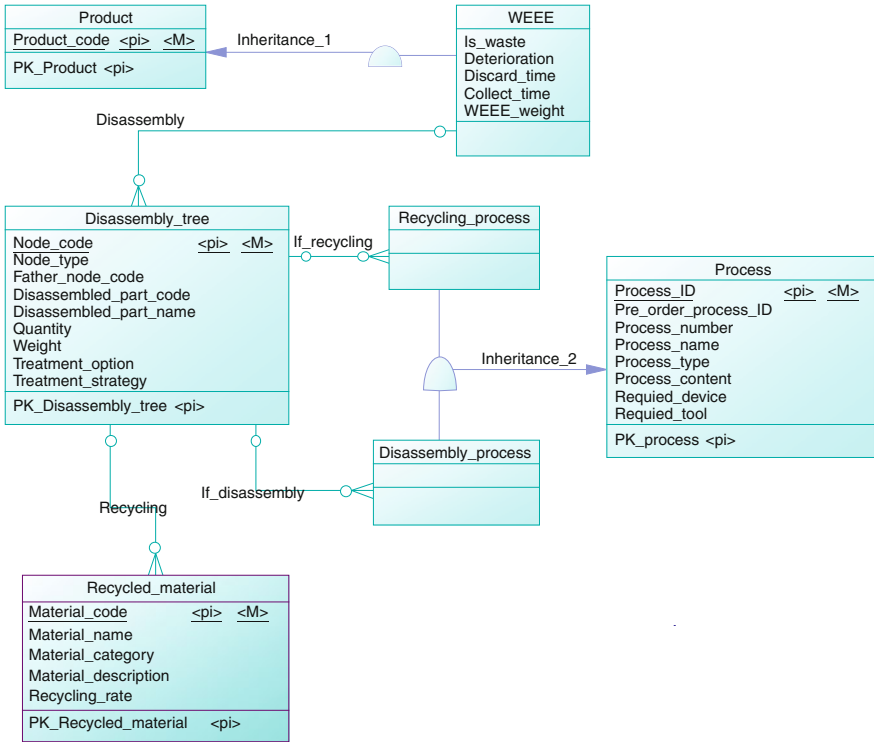 Product
Product_code <pi> <M>
PK_Product <pi>
Inheritance_1
WEEE
Is_waste
Deterioration
Discard_time
Collect_time
WEEE_weight
Disassembly
Disassembly_tree
Node_code <pi> <M>
Node_type
Father_node_code
Disassembled_part_code
Disassembled_part_name
Quantity
Weight
Treatment_option
Treatment_strategy
PK_Disassembly_tree <pi>
If_recycling
Recycling_process
Inheritance_2
Process
Process_ID <pi> <M>
Pre_order_process_ID
Process_number
Process_name
Process_type
Process_content
Requied_device
Requied_tool
PK_process <pi>
Disassembly_process
If_disassembly
Recycling
Recycled_material
Material_code <pi> <M>
Material_name
Material_category
Material_description
Recycling_rate
PK_Recycled_material <pi>